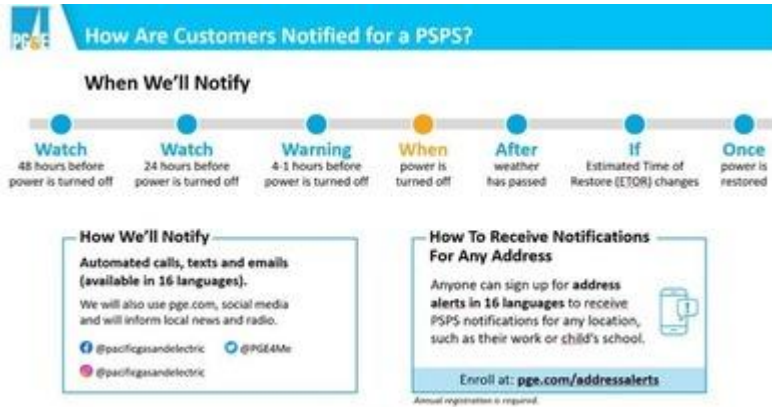 PG&E
How Are Customers Notified for a PSPS?
When We'll Notify
Watch
48 hours before
power is turned off
Watch
24 hours before
power is turned off
Warning
4-1 hours before
power is turned off
When
power is
turned off
After
weather
has passed
If
Estimated Time of
Restore (ETOR) changes
Once
power is
restored
How We'll Notify
Automated calls, texts and emails
(available in 16 languages).
We will also use pge.com, social media
and will inform local news and radio.
@pacificgasandelectric @PGE4Me
@pacificgasandelectric
How To Receive Notifications
For Any Address
Anyone can sign up for address
alerts in 16 languages to receive
PSPS notifications for any location,
such as their work or child's school.
Enroll at: pge.com/addressalerts
Annual registration is required.